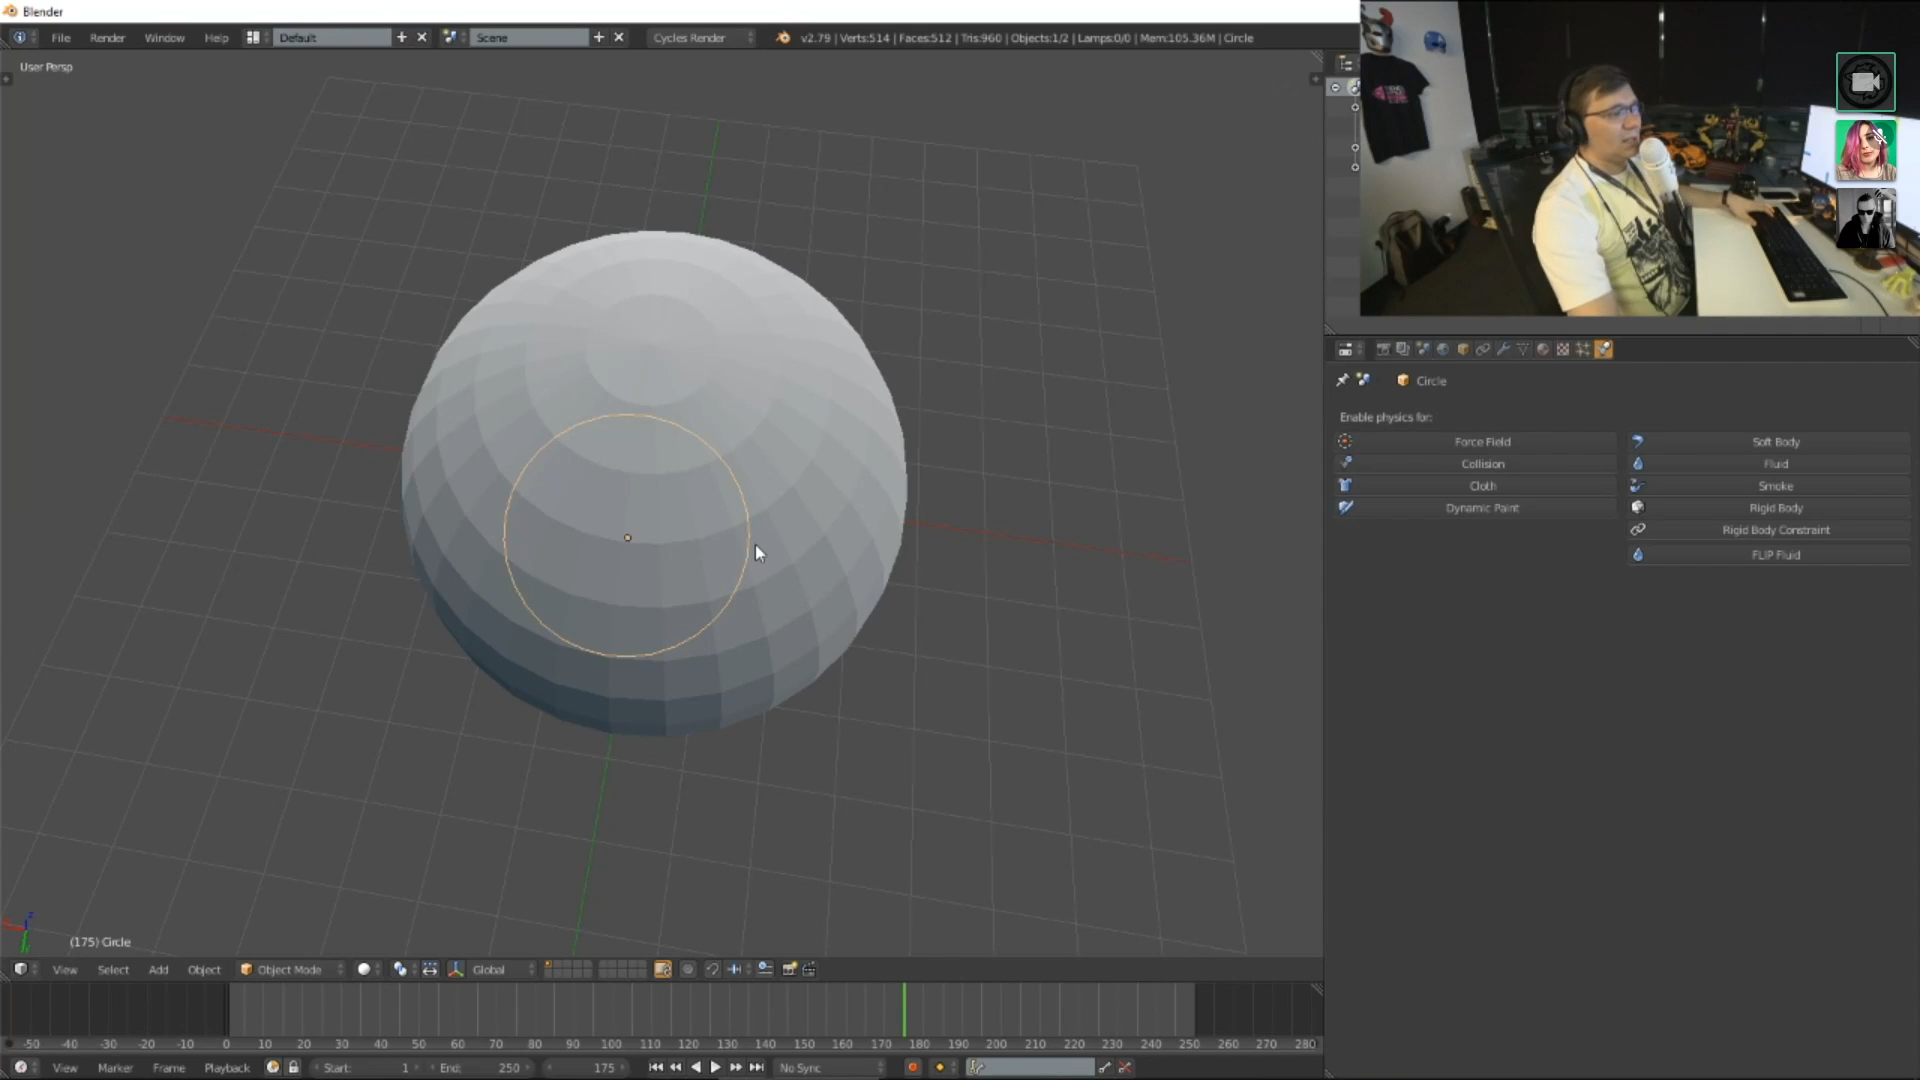 Blender
File Render Window Help Default Scene Cycles Render v2.79 | Verts:514 | Faces:512 | Tris:960 | Objects:1/2 | Lamps:0/0 | Mem:105.36M | Circle
User Persp
Circle
Enable physics for:
Force Field Soft Body
Collision Fluid
Cloth Smoke
Dynamic Paint Rigid Body
Rigid Body Constraint
FLIP Fluid
z
(175) Circle
View Select Add Object Object Mode Global
-50 -40 -30 -20 -10 0 10 20 30 40 50 60 70 80 90 100 110 120 130 140 150 160 170 180 190 200 210 220 230 240 250 260 270 280
View Marker Frame Playback Start: 1 End: 250 175 No Sync